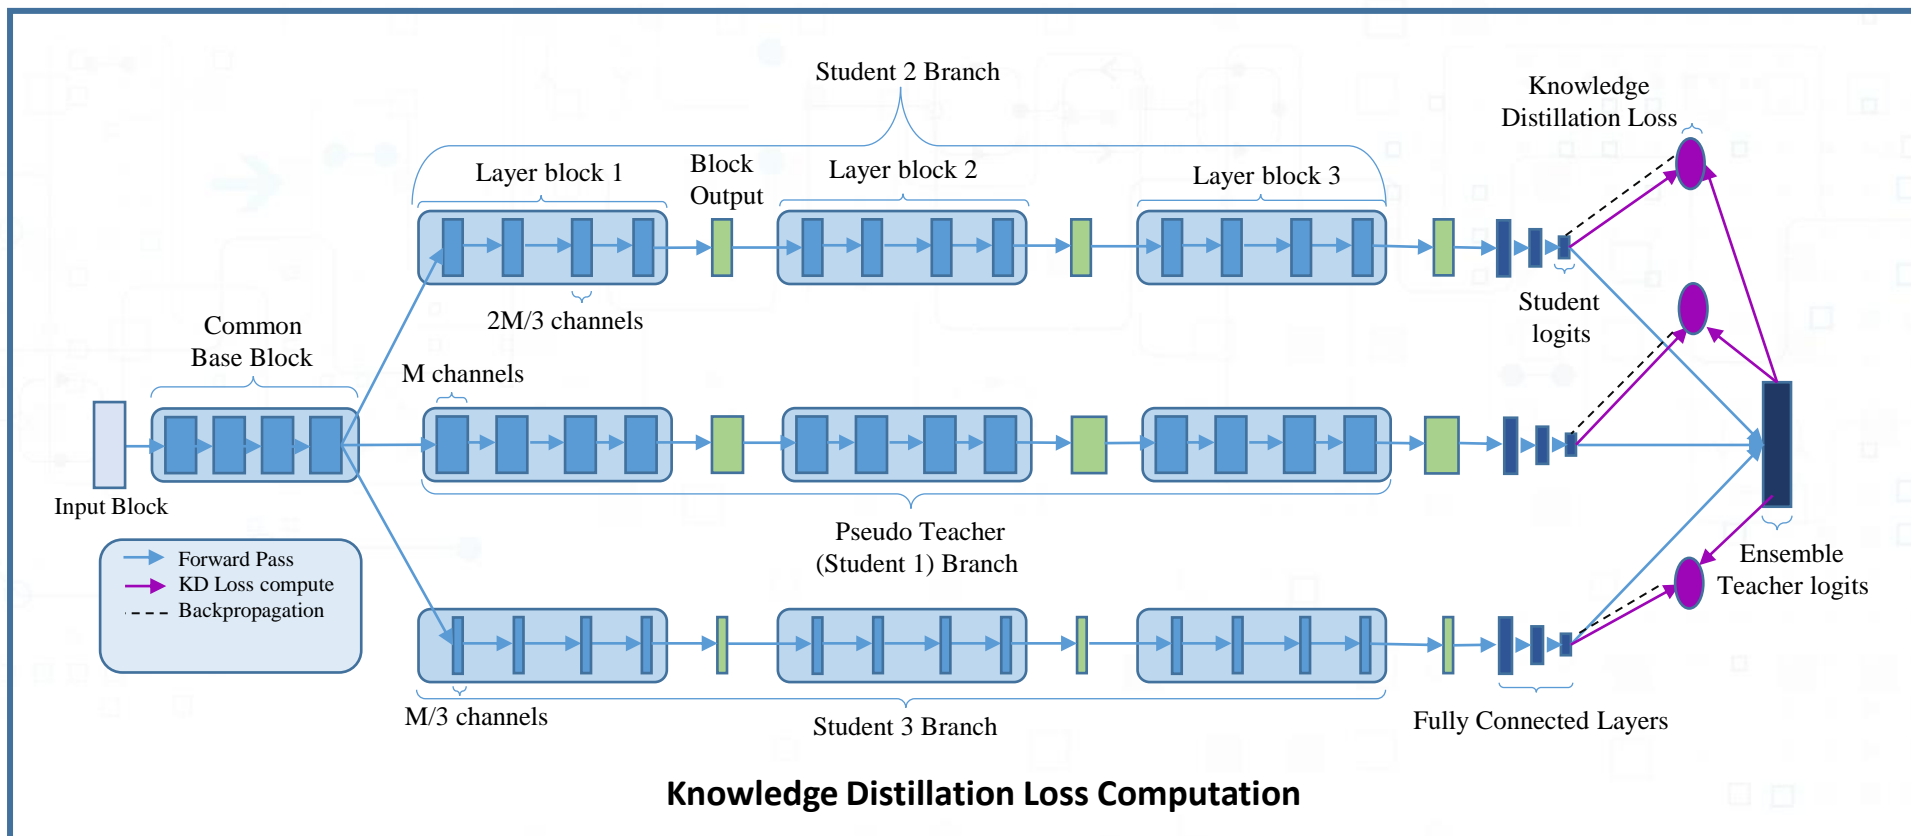 Student 2 Branch
Knowledge
Distillation Loss
Layer block 1
Block
Output
Layer block 2
Layer block 3
2M/3 channels
Student
logits
Common
Base Block
M channels
Input Block
Pseudo Teacher
(Student 1) Branch
Ensemble
Teacher logits
Forward Pass
KD Loss compute
Backpropagation
M/3 channels
Student 3 Branch
Fully Connected Layers
Knowledge Distillation Loss Computation